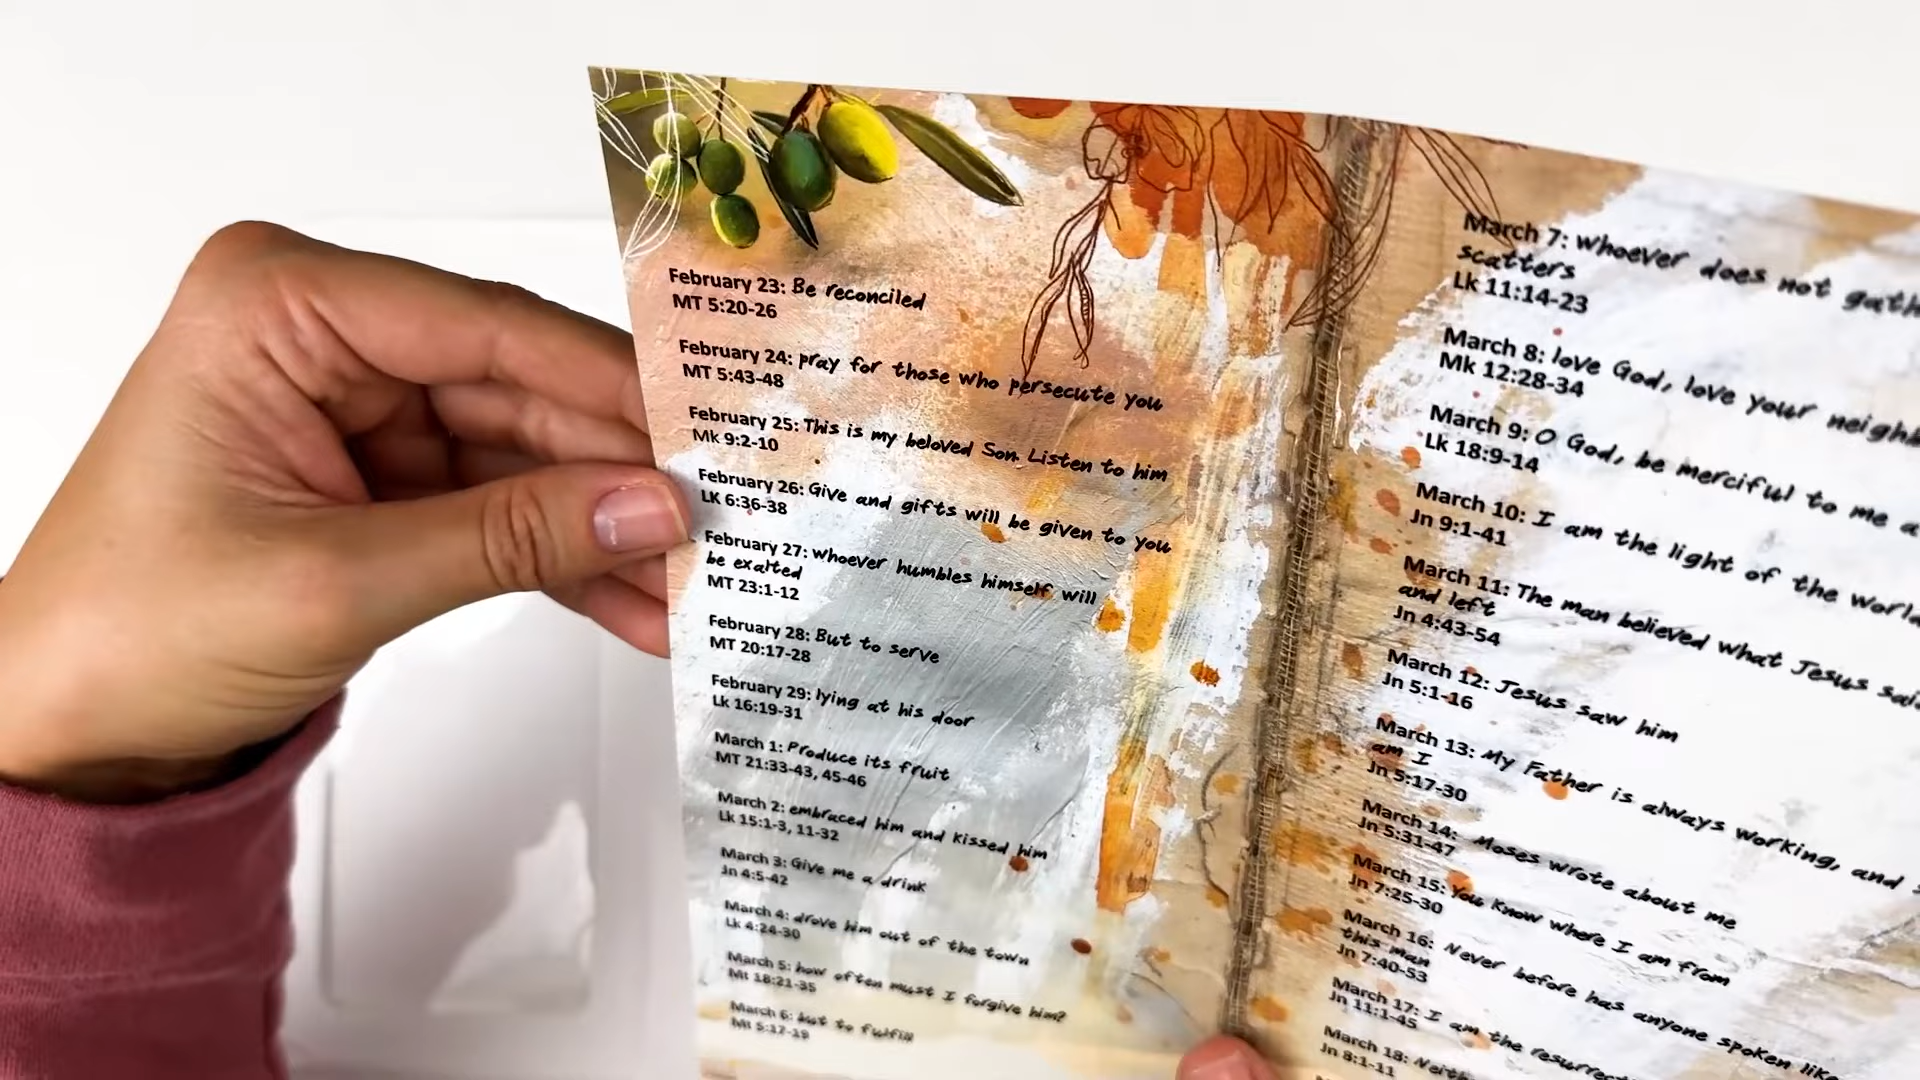 February 23: Be reconciled
MT 5:20-26
February 24: pray for those who persecute you
MT 5:43-48
February 25: This is my beloved Son. Listen to him
Mk 9:2-10
February 26: Give and gifts will be given to you
LK 6:36-38
February 27: whoever humbles himself will
be exalted
MT 23:1-12
February 28: But to serve
MT 20:17-28
February 29: lying at his door
Lk 16:19-31
March 1: Produce its fruit
MT 21:33-43, 45-46
March 2: embraced him and kissed him
Lk 15:1-3, 11-32
March 3: Give me a drink
Jn 4:5-42
March 4: drove him out of the town
Lk 4:24-30
March 5: how often must I forgive him?
Mt 18:21-35
March 6: but to fulfill
Mt 5:17-19
March 7: whoever does not
scatters
Lk 11:14-23
March 8: love God, love your
Mk 12:28-34
March 9: O God, be merciful to me a
Lk 18:9-14
March 10: I am the light of the world
Jn 9:1-41
March 11: The man believed what Jesus said
and left
Jn 4:43-54
March 12: Jesus saw him
Jn 5:1-16
March 13: My Father is always working, and
am I
Jn 5:17-30
March 14: Moses wrote about me
Jn 5:31-47
March 15: You know where I am from
Jn 7:25-30
March 16: Never before has anyone spoken like
this man
Jn 7:40-53
March 17: I am the
Jn 11:1-45
March 18:
Jn 8:1-11